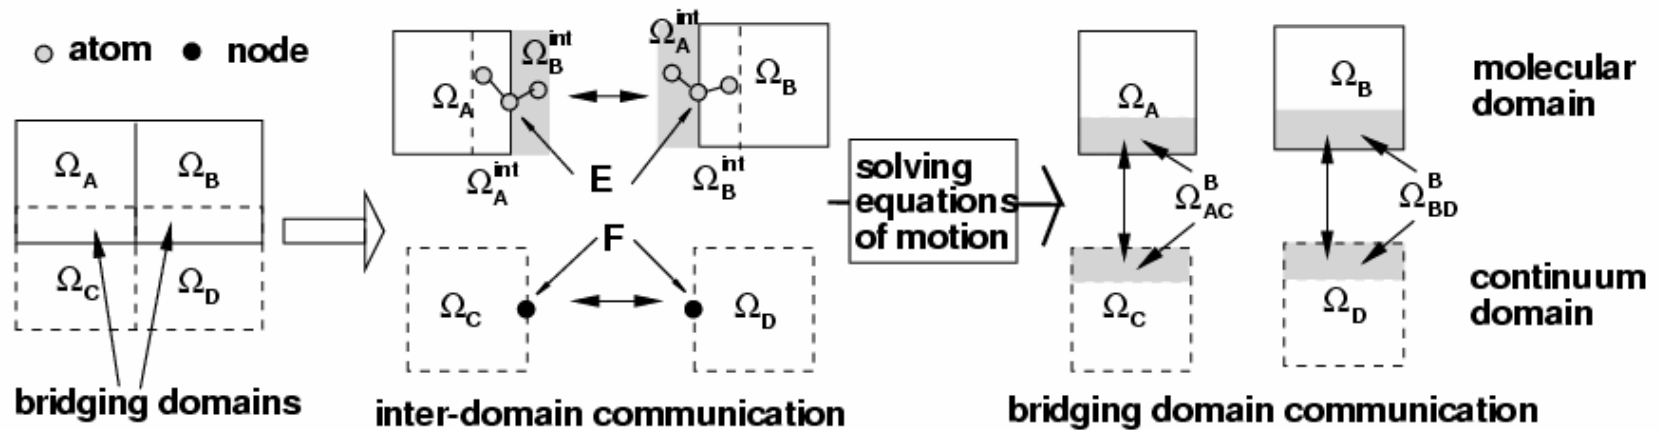 atom node
Ω_A Ω_B
Ω_C Ω_D
bridging domains
Ω_A Ω_B^int
Ω_A^int
Ω_A^int Ω_B
Ω_B^int
E
F
Ω_C Ω_D
inter-domain communication
solving
equations
of motion
Ω_A Ω_B
molecular
domain
Ω_AC^B Ω_BD^B
Ω_C Ω_D
continuum
domain
bridging domain communication